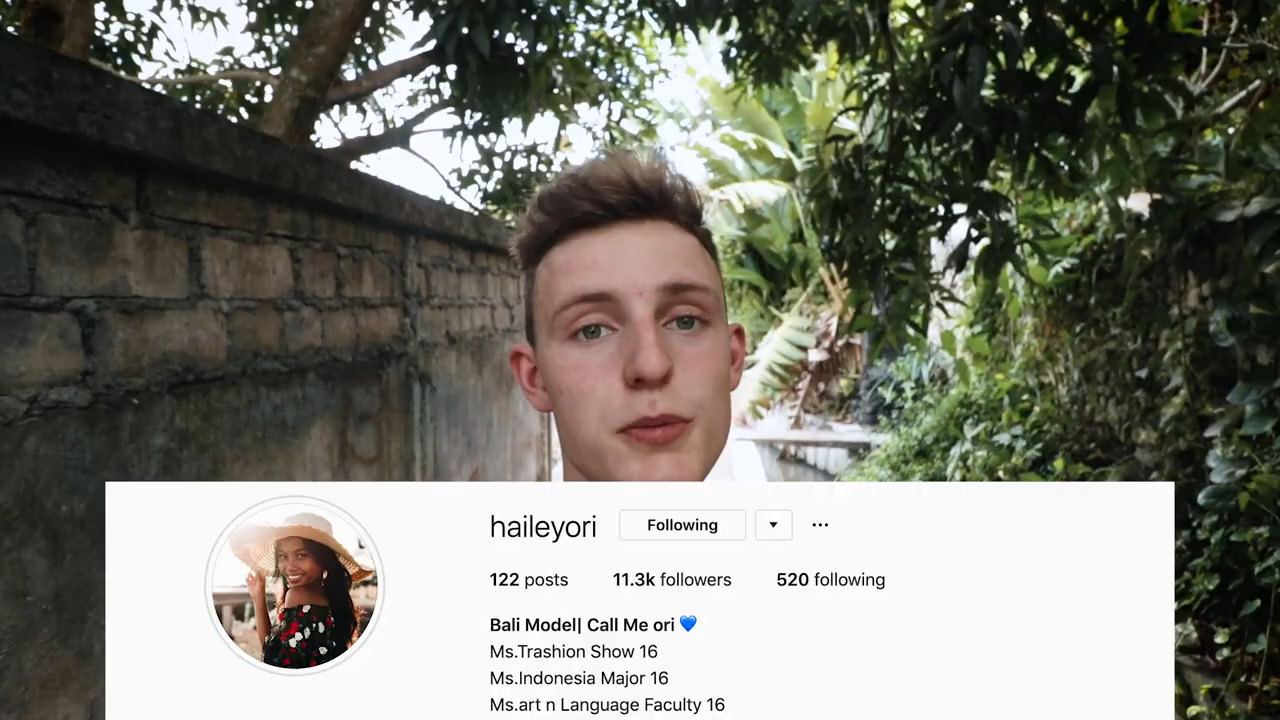 haileyori Following ▼ •••
122 posts 11.3k followers 520 following
Bali Model| Call Me ori 💙
Ms.Trashion Show 16
Ms.Indonesia Major 16
Ms.art n Language Faculty 16